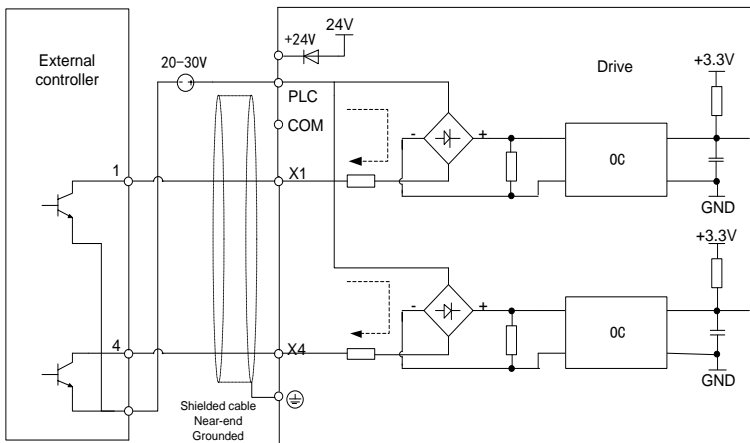 External
controller
20-30V
+24V
24V
Drive
+3.3V
PLC
COM
- +
OC
1
X1
GND
+3.3V
- +
OC
4
X4
GND
Shielded cable
Near-end
Grounded